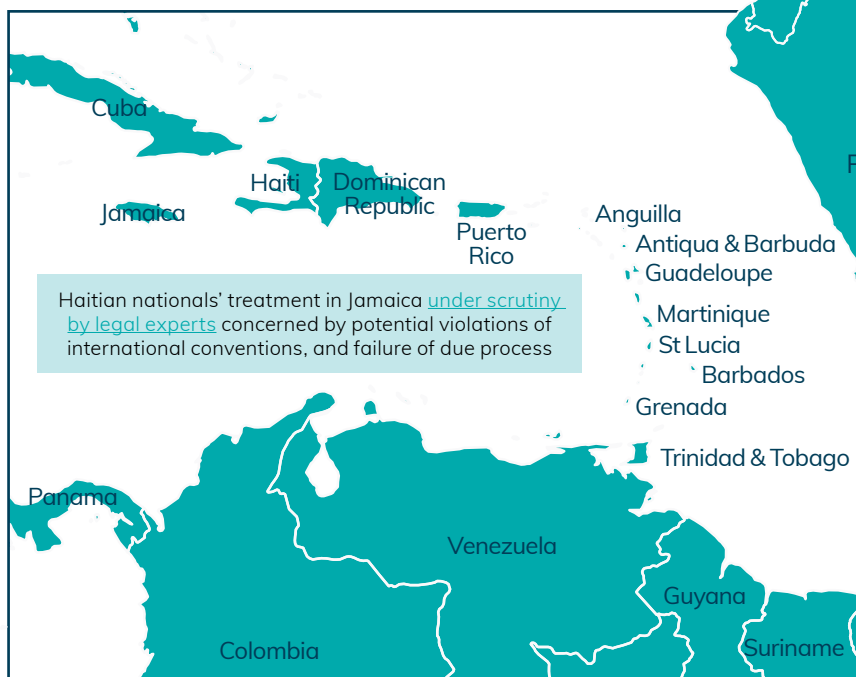 Cuba
Haiti
Dominican
Republic
Jamaica
Puerto
Rico
Anguilla
Antiqua & Barbuda
Guadeloupe
Haitian nationals’ treatment in Jamaica under scrutiny
by legal experts concerned by potential violations of
international conventions, and failure of due process
Martinique
St Lucia
Barbados
Grenada
Trinidad & Tobago
Panama
Venezuela
Guyana
Colombia
Suriname